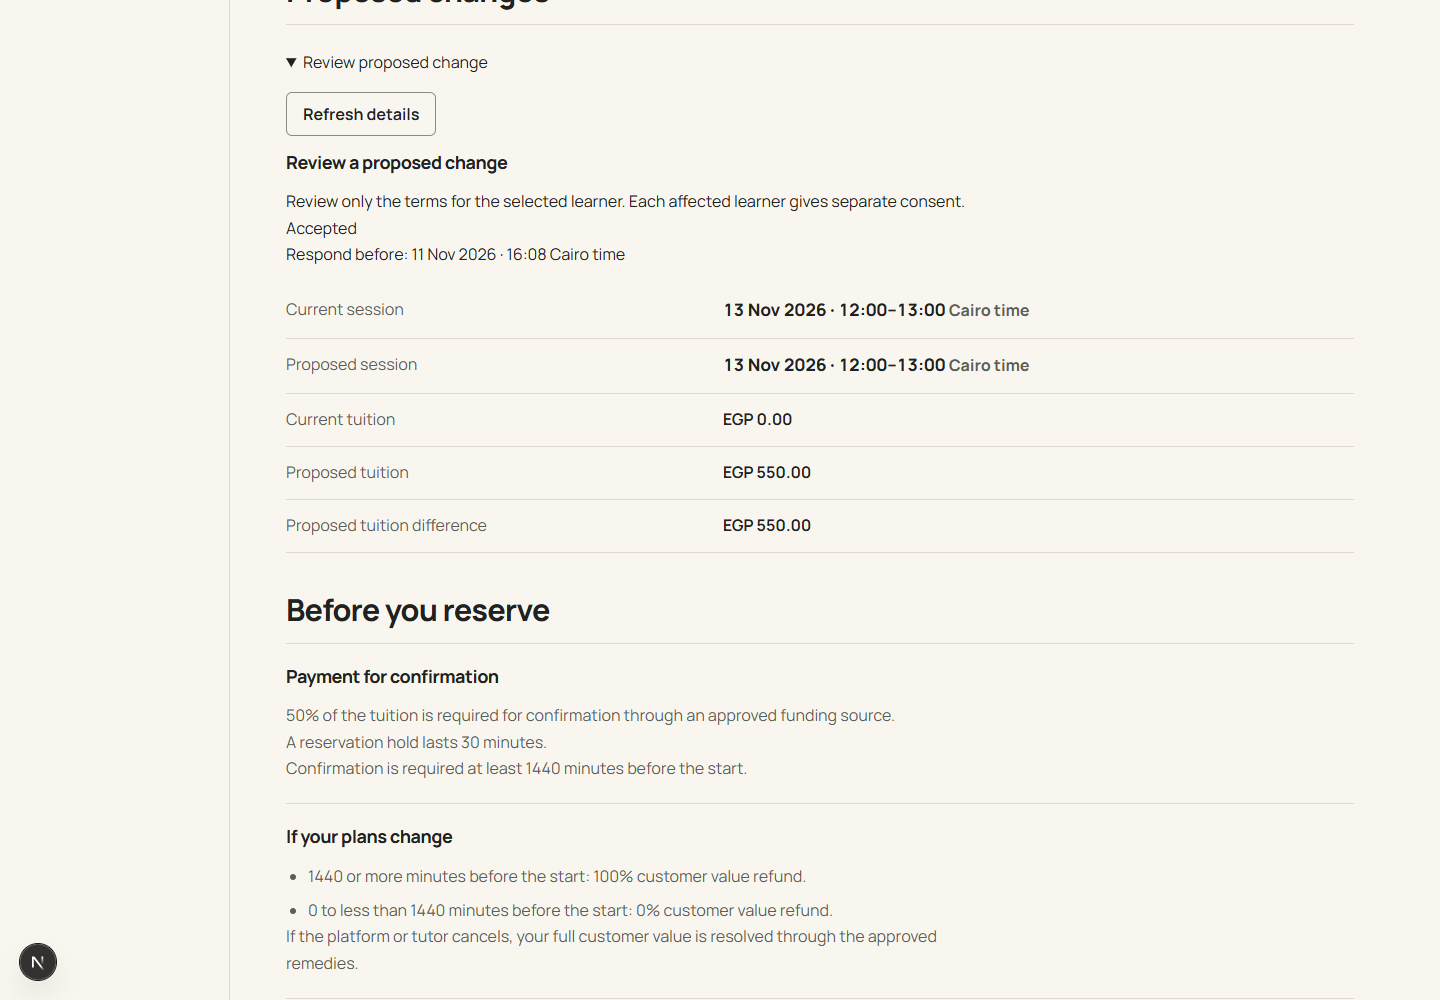 Proposed changes
▼ Review proposed change
Refresh details
Review a proposed change
Review only the terms for the selected learner. Each affected learner gives separate consent.
Accepted
Respond before: 11 Nov 2026 · 16:08 Cairo time
Current session 13 Nov 2026 · 12:00–13:00 Cairo time
Proposed session 13 Nov 2026 · 12:00–13:00 Cairo time
Current tuition EGP 0.00
Proposed tuition EGP 550.00
Proposed tuition difference EGP 550.00
Before you reserve
Payment for confirmation
50% of the tuition is required for confirmation through an approved funding source.
A reservation hold lasts 30 minutes.
Confirmation is required at least 1440 minutes before the start.
If your plans change
• 1440 or more minutes before the start: 100% customer value refund.
• 0 to less than 1440 minutes before the start: 0% customer value refund.
If the platform or tutor cancels, your full customer value is resolved through the approved
remedies.
N